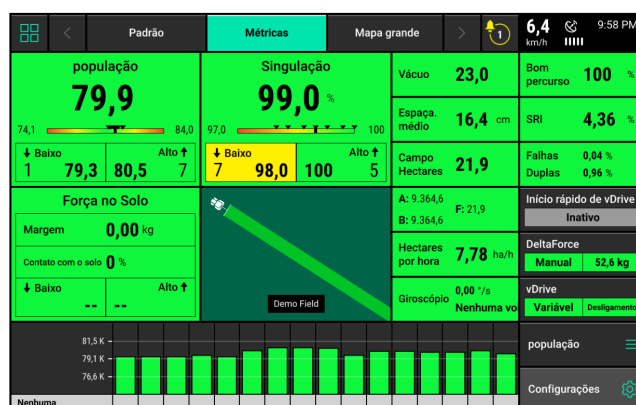 Padrão
Métricas
Mapa grande
1
6,4
km/h
9:58 PM
população
79,9
74,1
84,0
Baixo
Alto
1
79,3
80,5
7
Singulação
99,0 %
97,0
100
Baixo
Alto
7
98,0
100
5
Vácuo 23,0
Espaça. médio 16,4 cm
Campo Hectares 21,9
Bom percurso 100 %
SRI 4,36 %
Falhas 0,04 %
Duplas 0,96 %
Força no Solo
Margem 0,00 kg
Contato com o solo 0 %
Baixo
Alto
--
--
Demo Field
A: 9.364,6
B: 9.364,6
F: 21,9
Hectares por hora 7,78 ha/h
Giroscópio 0,00 °/s
Nenhuma vo
Início rápido de vDrive
Inativo
DeltaForce
Manual 52,6 kg
vDrive
Variável Desligamento
população
Configurações
81,5 K
79,1 K
76,6 K
Nenhuma